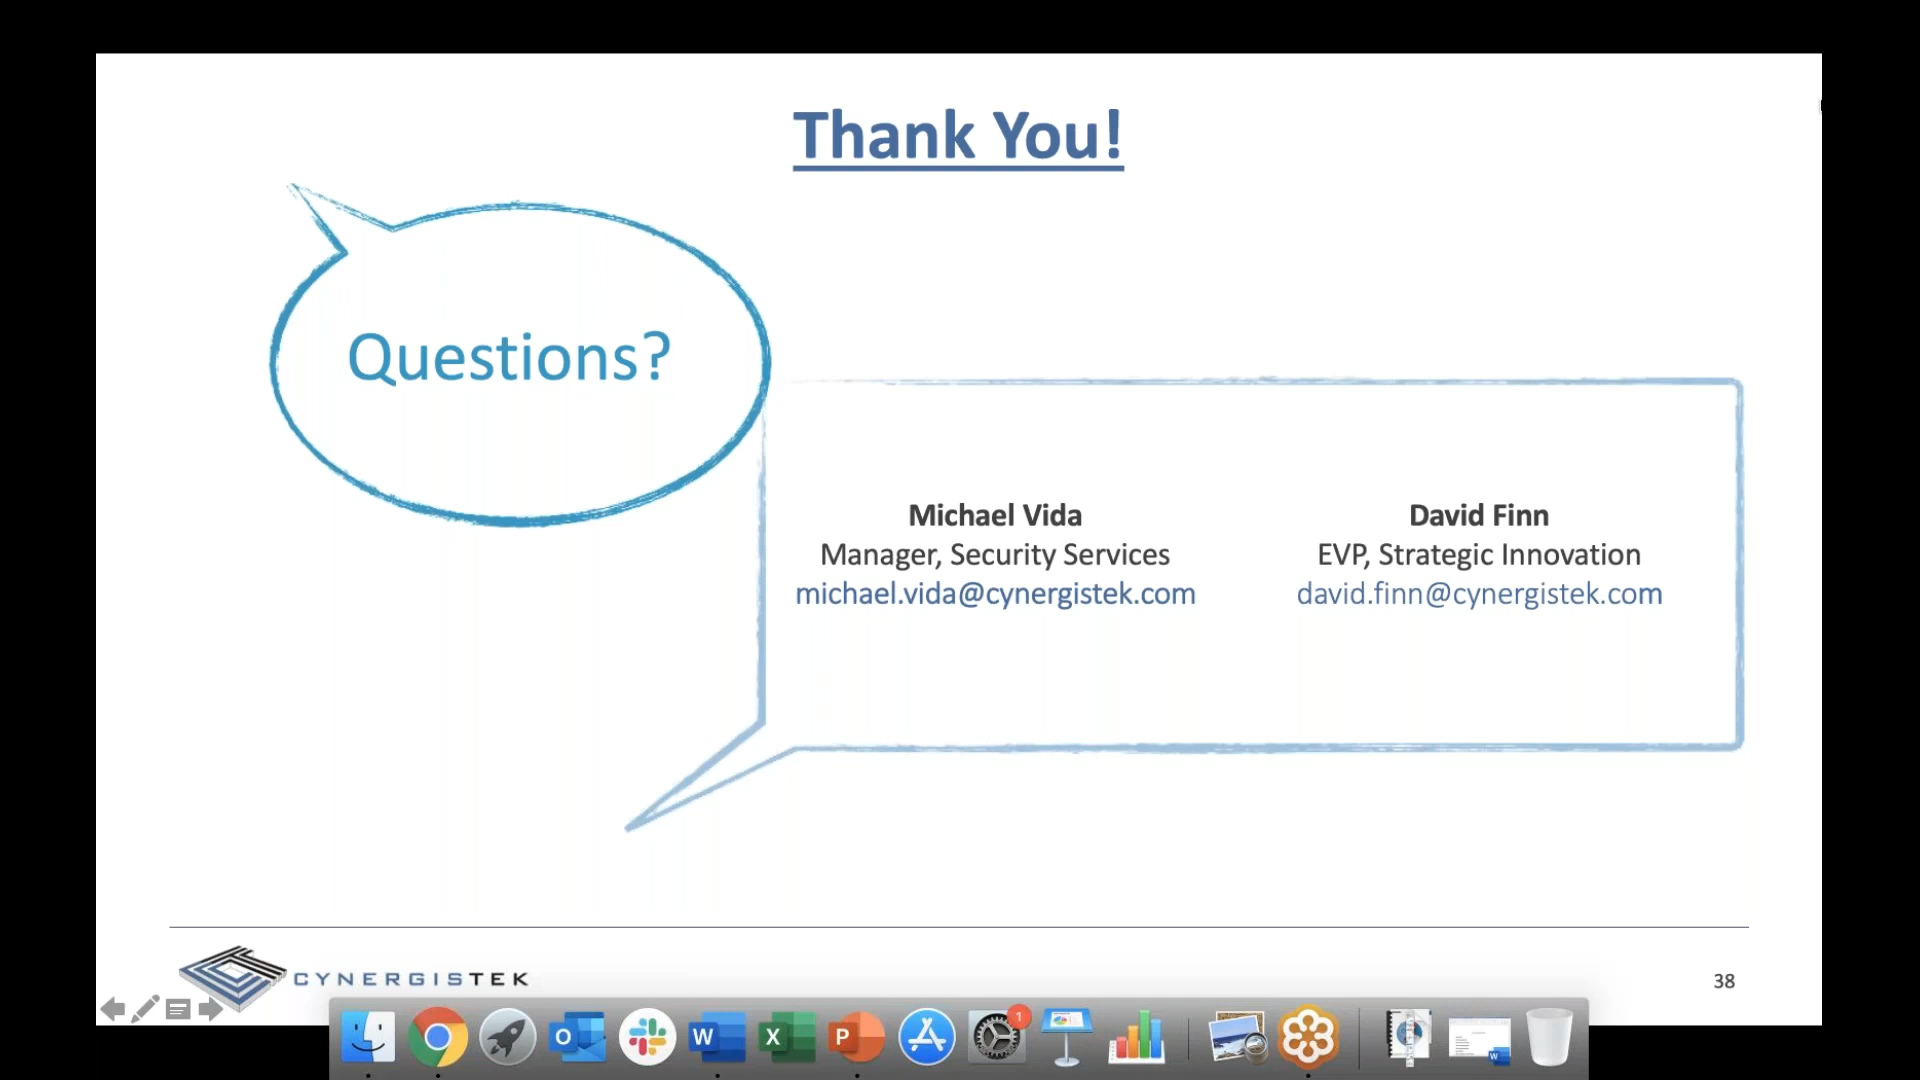 Thank You!
Questions?
Michael Vida
Manager, Security Services
michael.vida@cynergistek.com
David Finn
EVP, Strategic Innovation
david.finn@cynergistek.com
CYNERGISTEK
38
O
W
X
P
1
W